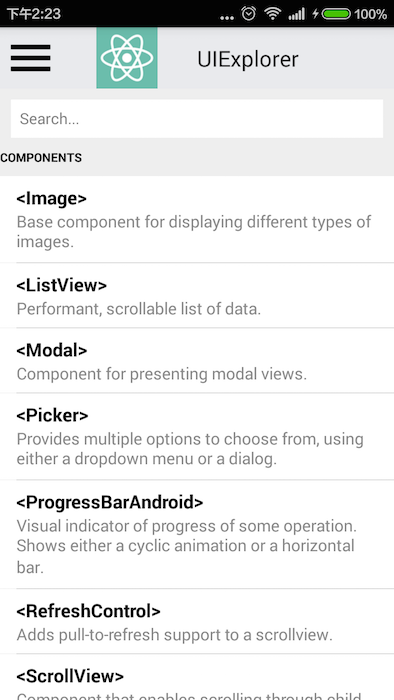 下午2:23
... 100%
UIExplorer
Search...
COMPONENTS
<Image>
Base component for displaying different types of
images.
<ListView>
Performant, scrollable list of data.
<Modal>
Component for presenting modal views.
<Picker>
Provides multiple options to choose from, using
either a dropdown menu or a dialog.
<ProgressBarAndroid>
Visual indicator of progress of some operation.
Shows either a cyclic animation or a horizontal
bar.
<RefreshControl>
Adds pull-to-refresh support to a scrollview.
<ScrollView>
Component that enables scrolling through child